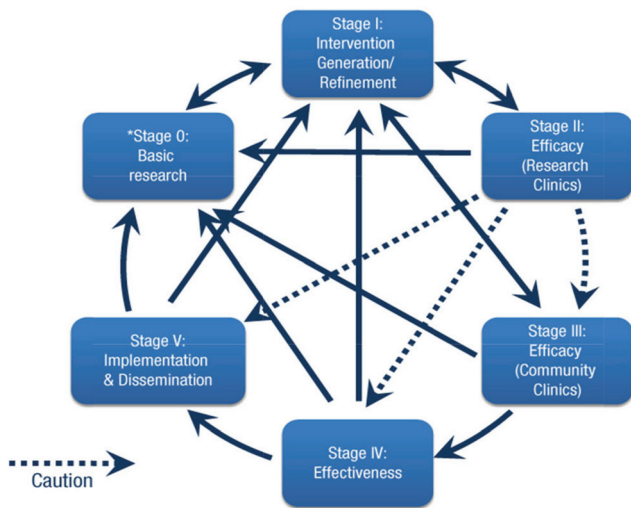 Stage I:
Intervention
Generation/
Refinement
*Stage 0:
Basic
research
Stage II:
Efficacy
(Research
Clinics)
Stage V:
Implementation
& Dissemination
Stage III:
Efficacy
(Community
Clinics)
Stage IV:
Effectiveness
Caution